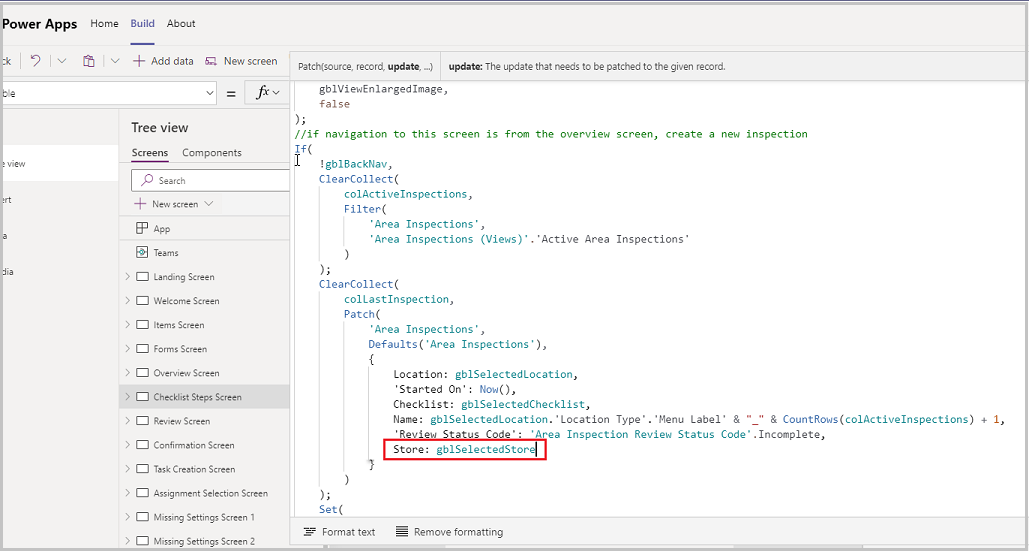 Power Apps Home Build About
ck Add data New screen
Patch(source, record, update, ...) update: The update that needs to be patched to the given record.
ble = fx
gblViewEnlargedImage,
false
);
//if navigation to this screen is from the overview screen, create a new inspection
If(
!gblBackNav,
ClearCollect(
colActiveInspections,
Filter(
'Area Inspections',
'Area Inspections (Views)'.'Active Area Inspections'
)
);
ClearCollect(
colLastInspection,
Patch(
'Area Inspections',
Defaults('Area Inspections'),
{
Location: gblSelectedLocation,
'Started On': Now(),
Checklist: gblSelectedChecklist,
Name: gblSelectedLocation.'Location Type'.'Menu Label' & "_" & CountRows(colActiveInspections) + 1,
'Review Status Code': 'Area Inspection Review Status Code'.Incomplete,
Store: gblSelectedStore
}
)
);
Set(
Format text Remove formatting
e view
ert
a
dia
Tree view
Screens Components
Search
New screen
App
Teams
Landing Screen
Welcome Screen
Items Screen
Forms Screen
Overview Screen
Checklist Steps Screen
Review Screen
Confirmation Screen
Task Creation Screen
Assignment Selection Screen
Missing Settings Screen 1
Missing Settings Screen 2